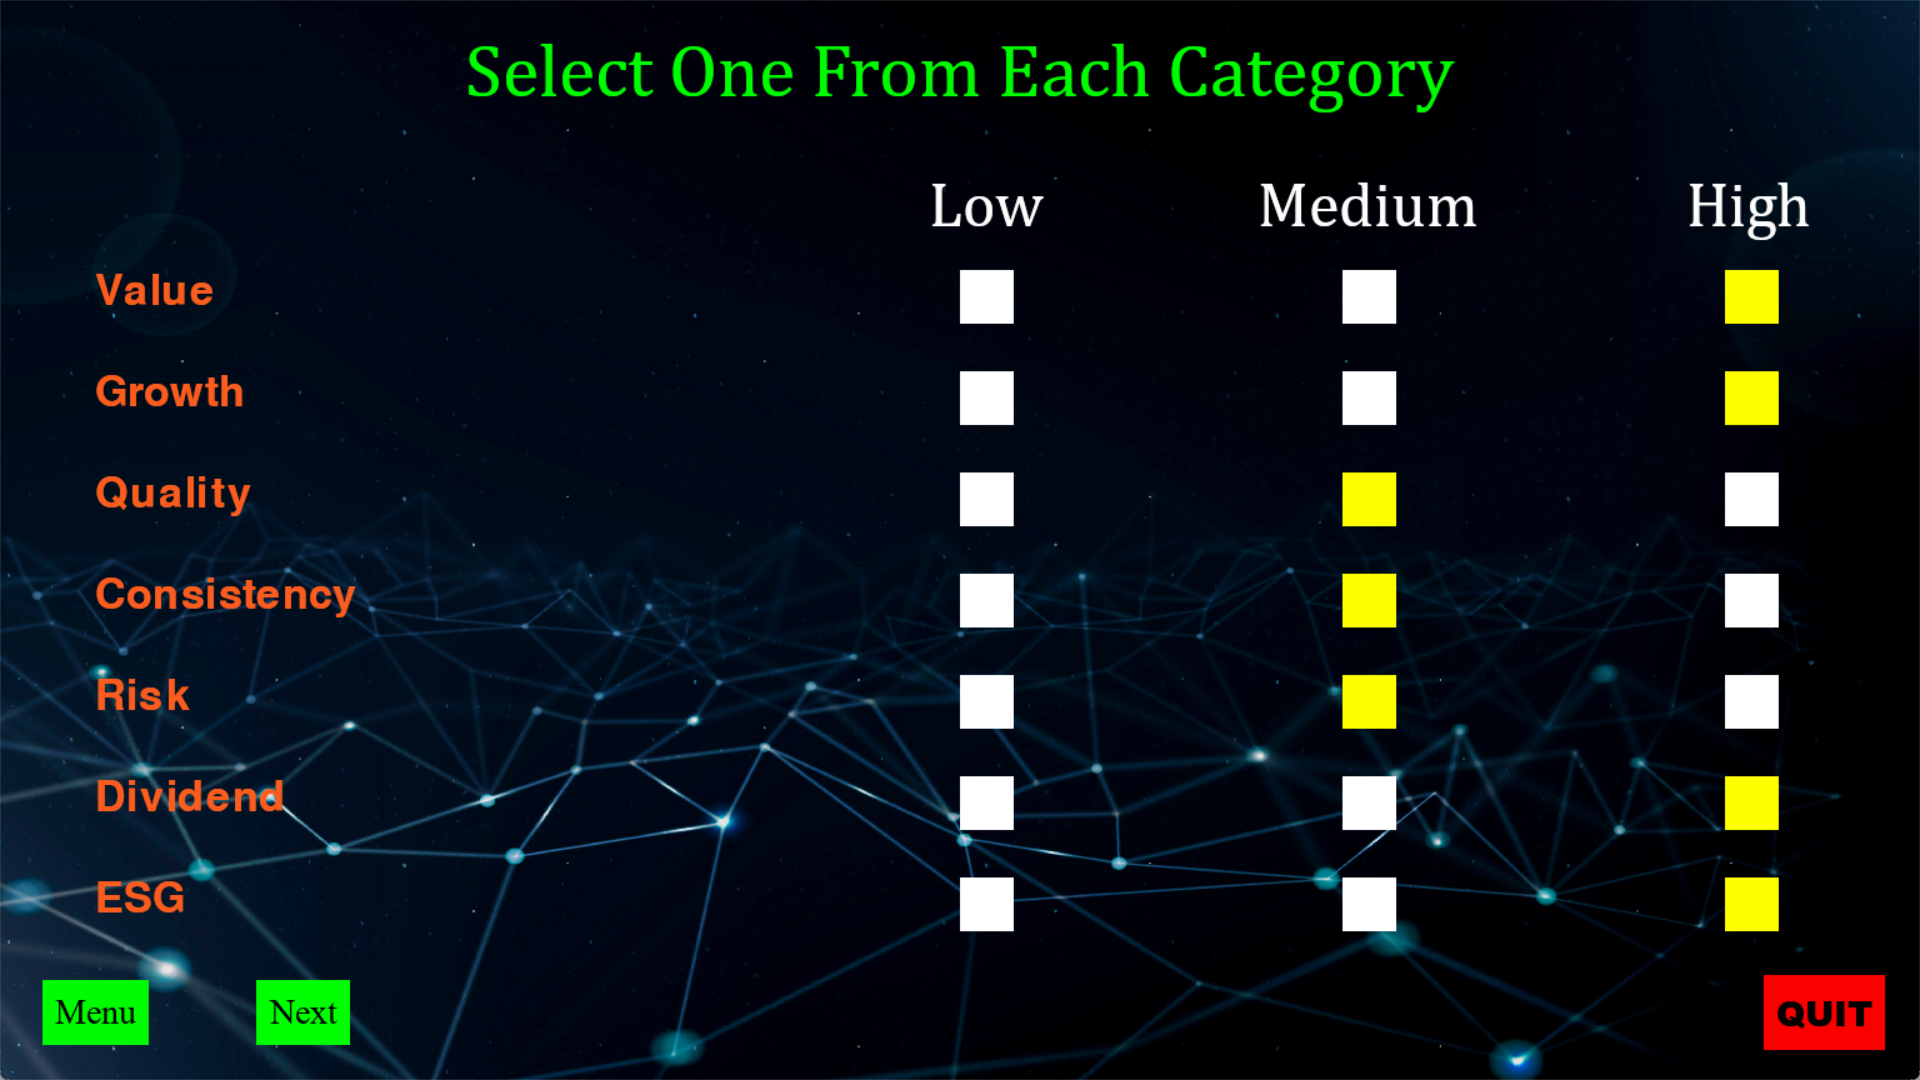 Select One From Each Category
Low Medium High
Value
Growth
Quality
Consistency
Risk
Dividend
ESG
Menu Next QUIT